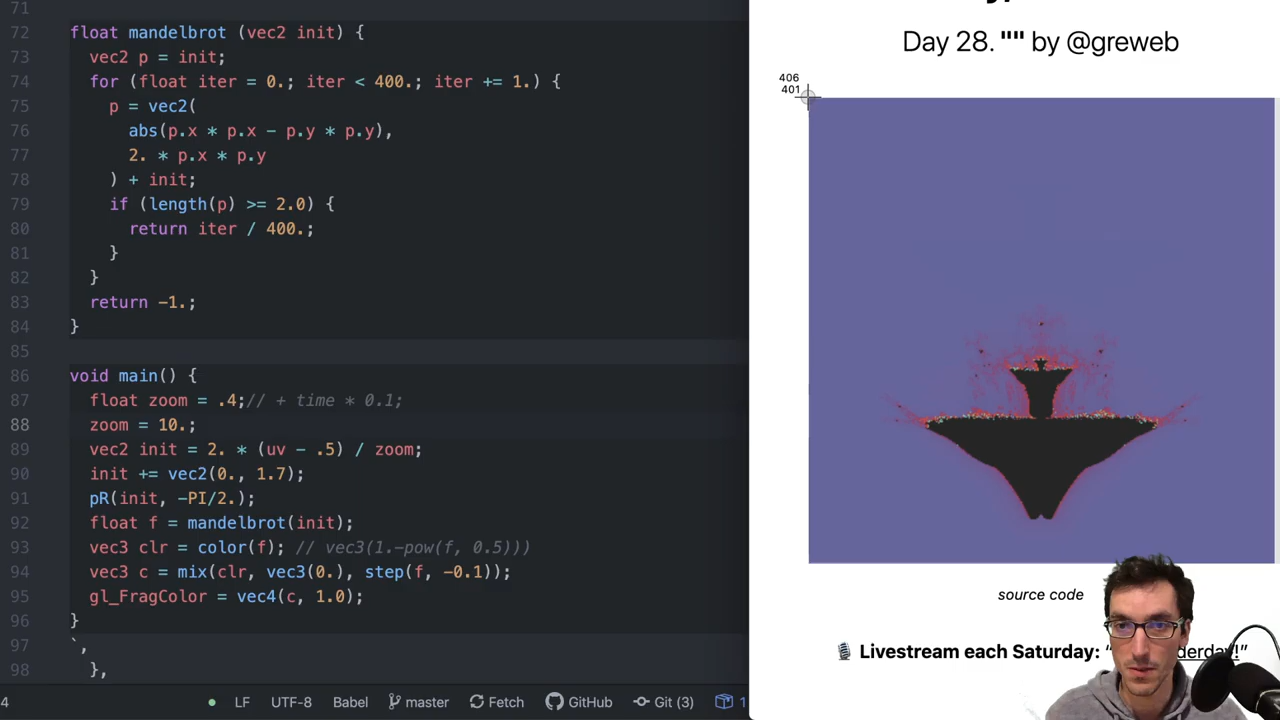 71
72 float mandelbrot (vec2 init) {
73 vec2 p = init;
74 for (float iter = 0.; iter < 400.; iter += 1.) {
75 p = vec2(
76 abs(p.x * p.x - p.y * p.y),
77 2. * p.x * p.y
78 ) + init;
79 if (length(p) >= 2.0) {
80 return iter / 400.;
81 }
82 }
83 return -1.;
84 }
85
86 void main() {
87 float zoom = .4;// + time * 0.1;
88 zoom = 10.;
89 vec2 init = 2. * (uv - .5) / zoom;
90 init += vec2(0., 1.7);
91 pR(init, -PI/2.);
92 float f = mandelbrot(init);
93 vec3 clr = color(f); // vec3(1.-pow(f, 0.5)))
94 vec3 c = mix(clr, vec3(0.), step(f, -0.1));
95 gl_FragColor = vec4(c, 1.0);
96 }
97 `,
98 },
4 LF UTF-8 Babel master Fetch GitHub Git (3) 1
Day 28. "" by @greweb
406
401
source code
Livestream each Saturday: “